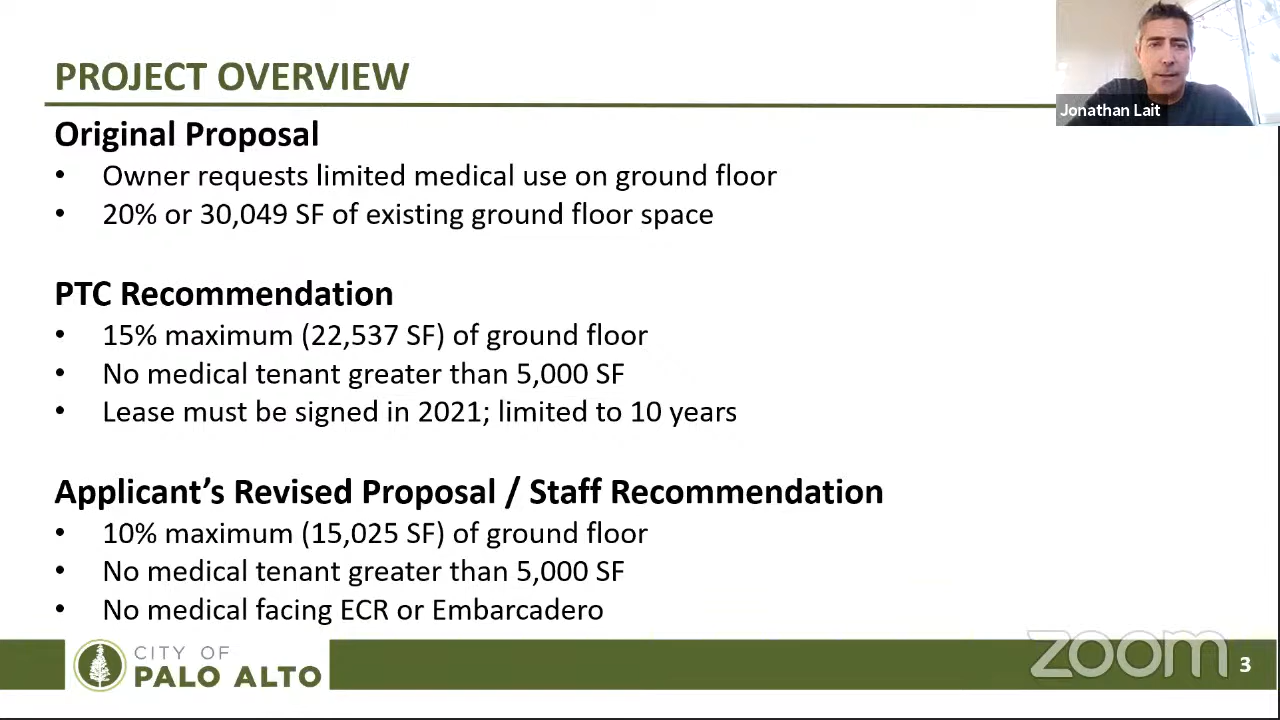 PROJECT OVERVIEW
Jonathan Lait
Original Proposal
• Owner requests limited medical use on ground floor
• 20% or 30,049 SF of existing ground floor space
PTC Recommendation
• 15% maximum (22,537 SF) of ground floor
• No medical tenant greater than 5,000 SF
• Lease must be signed in 2021; limited to 10 years
Applicant’s Revised Proposal / Staff Recommendation
• 10% maximum (15,025 SF) of ground floor
• No medical tenant greater than 5,000 SF
• No medical facing ECR or Embarcadero
CITY OF
PALO ALTO
zoom
3